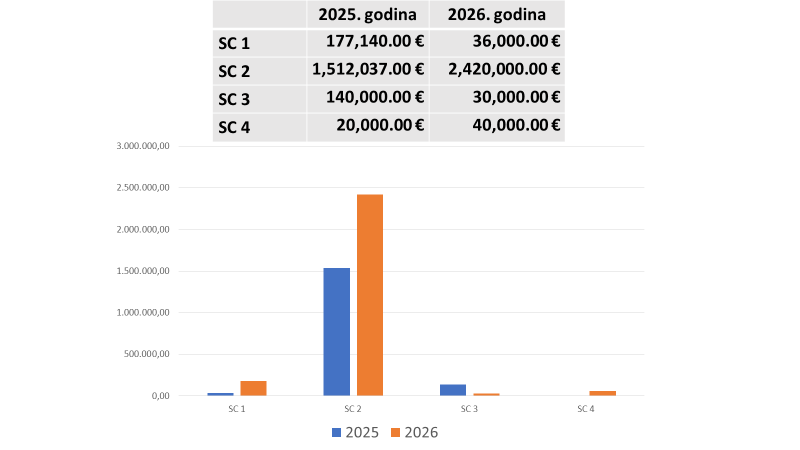 2025. godina 2026. godina
SC 1 177,140.00 € 36,000.00 €
SC 2 1,512,037.00 € 2,420,000.00 €
SC 3 140,000.00 € 30,000.00 €
SC 4 20,000.00 € 40,000.00 €
3.000.000,00
2.500.000,00
2.000.000,00
1.500.000,00
1.000.000,00
500.000,00
0,00
SC 1 SC 2 SC 3 SC 4
2025 2026